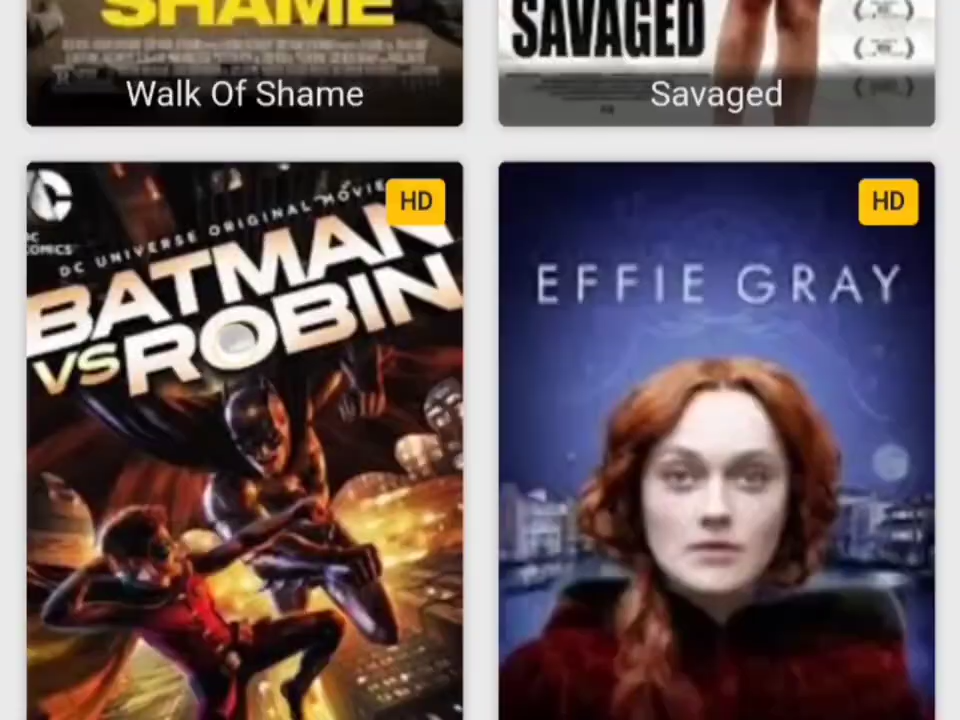 SHAME
Walk Of Shame
SAVAGED
Savaged
HD
DC
COMICS
DC UNIVERSE ORIGINAL MOVIE
BATMAN
VS ROBIN
HD
EFFIE GRAY